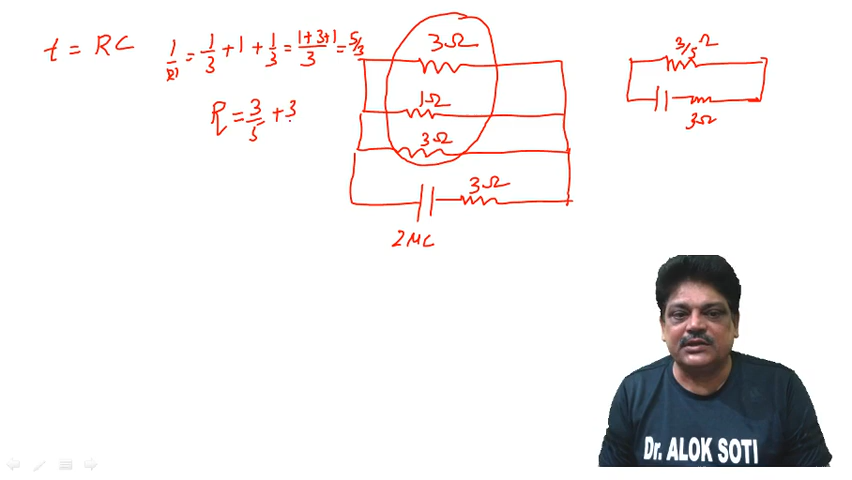 t = RC
1/R1 = 1/3 + 1 + 1/3 = 1+3+1/3 = 5/3
R = 3/5 + 3
3Ω
1Ω
3Ω
3Ω
2MC
3/5 Ω
3Ω
Dr. ALOK SOTI